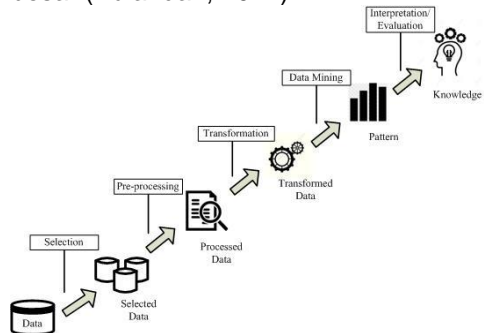 Interpretation/
Evaluation
Knowledge
Data Mining
Pattern
Transformation
Transformed
Data
Pre-processing
Processed
Data
Selection
Selected
Data
Data